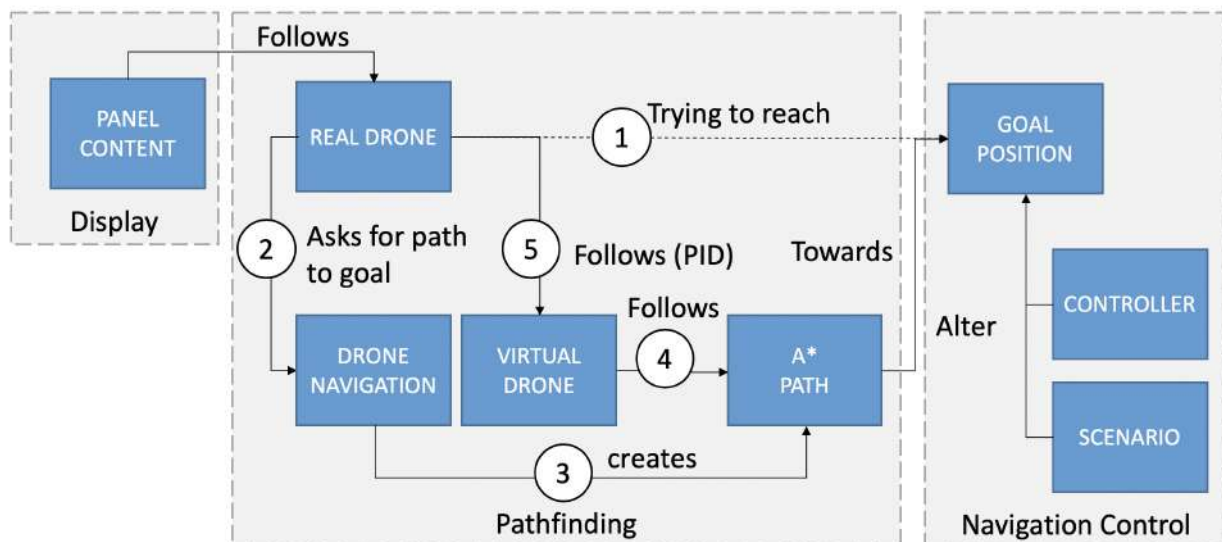 Follows
PANEL
CONTENT
Display
REAL DRONE
1
Trying to reach
GOAL
POSITION
2
Asks for path
to goal
5
Follows (PID)
Towards
Follows
DRONE
NAVIGATION
VIRTUAL
DRONE
4
A*
PATH
3
creates
Pathfinding
Alter
CONTROLLER
SCENARIO
Navigation Control